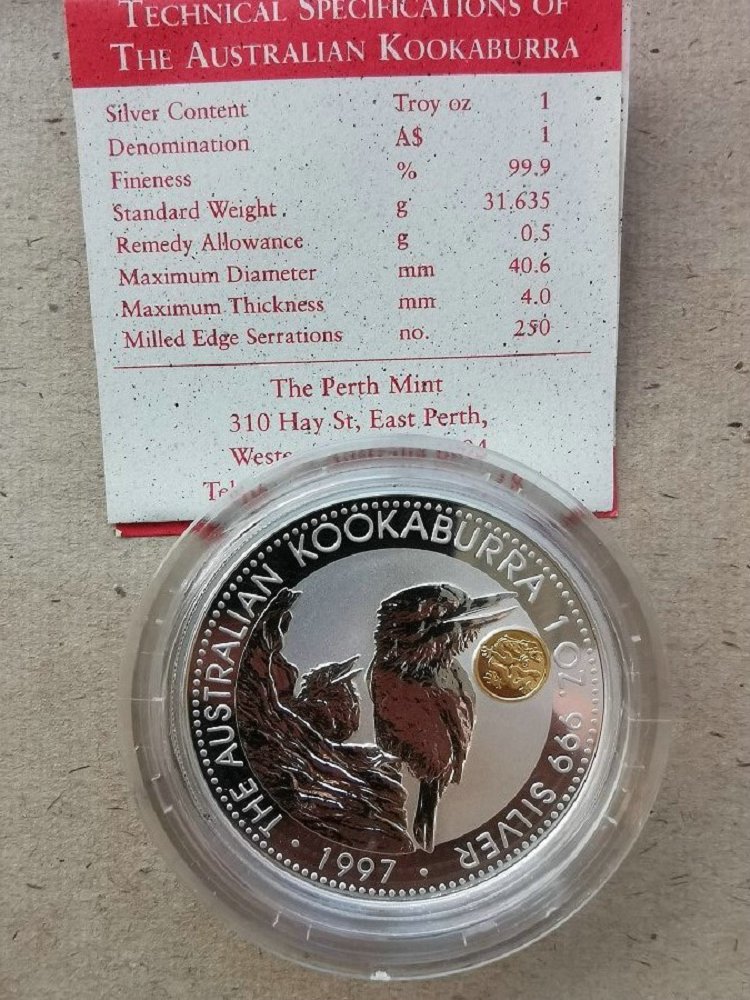 TECHNICAL SPECIFICATIONS OF
THE AUSTRALIAN KOOKABURRA
Silver Content Troy oz 1
Denomination A$ 1
Fineness % 99.9
Standard Weight g 31.635
Remedy Allowance g 0.5
Maximum Diameter mm 40.6
Maximum Thickness mm 4.0
Milled Edge Serrations no. 250
The Perth Mint
310 Hay St, East Perth,
THE AUSTRALIAN KOOKABURRA 1 OZ. 999 SILVER
· 1997 ·